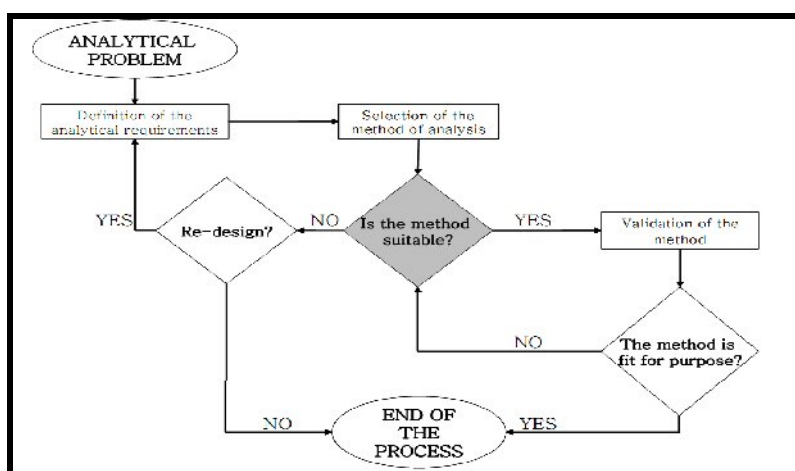 ANALYTICAL
PROBLEM
Definition of the
analytical requirements
Selection of the
method of analysis
YES
Re-design?
NO
Is the method
suitable?
YES
Validation of the
method
NO
The method is
fit for purpose?
NO
END OF
THE
PROCESS
YES